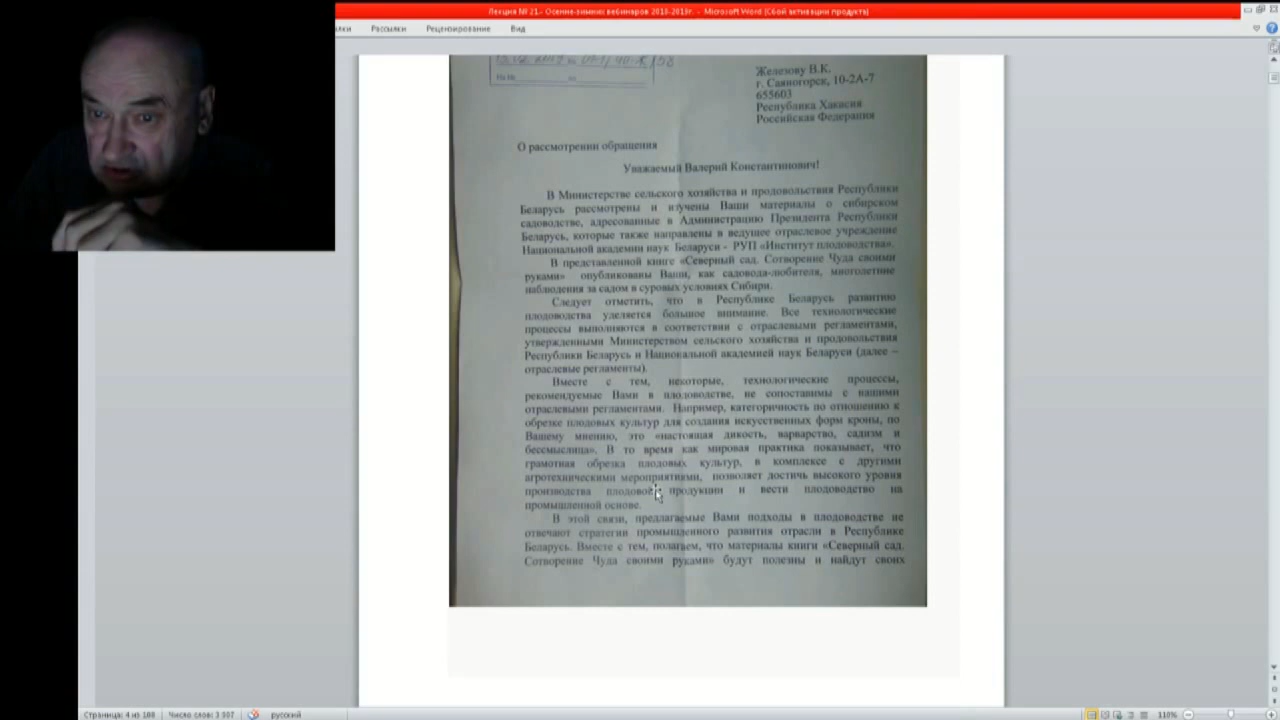 Лекция № 21.- Осенне-зимних вебинаров 2018-2019г. - Microsoft Word (Сбой активации продукта)
лки Рассылки Рецензирование Вид
Железову В.К.
г. Саяногорск, 10-2А-7
655603
Республика Хакасия
Российская Федерация
О рассмотрении обращения
Уважаемый Валерий Константинович!
В Министерстве сельского хозяйства и продовольствия Республики
Беларусь рассмотрены и изучены Ваши материалы о сибирском
садоводстве, адресованные в Администрацию Президента Республики
Беларусь, которые также направлены в ведущее отраслевое учреждение
Национальной академии наук Беларуси - РУП «Институт плодоводства».
В представленной книге «Северный сад. Сотворение Чуда своими
руками» опубликованы Ваши, как садовода-любителя, многолетние
наблюдения за садом в суровых условиях Сибири.
Следует отметить, что в Республике Беларусь развитию
плодоводства уделяется большое внимание. Все технологические
процессы выполняются в соответствии с отраслевыми регламентами,
утвержденными Министерством сельского хозяйства и продовольствия
Республики Беларусь и Национальной академией наук Беларуси (далее –
отраслевые регламенты).
Вместе с тем, некоторые, технологические процессы,
рекомендуемые Вами в плодоводстве, не сопоставимы с нашими
отраслевыми регламентами. Например, категоричность по отношению к
обрезке плодовых культур для создания искусственных форм кроны, по
Вашему мнению, это «настоящая дикость, варварство, садизм и
бессмыслица». В то время как мировая практика показывает, что
грамотная обрезка плодовых культур, в комплексе с другими
агротехническими мероприятиями, позволяет достичь высокого уровня
производства плодовой продукции и вести плодоводство на
промышленной основе.
В этой связи, предлагаемые Вами подходы в плодоводстве не
отвечают стратегии промышленного развития отрасли в Республике
Беларусь. Вместе с тем, полагаем, что материалы книги «Северный сад.
Сотворение Чуда своими руками» будут полезны и найдут своих
Страница: 4 из 108 Число слов: 3 007 русский 110%